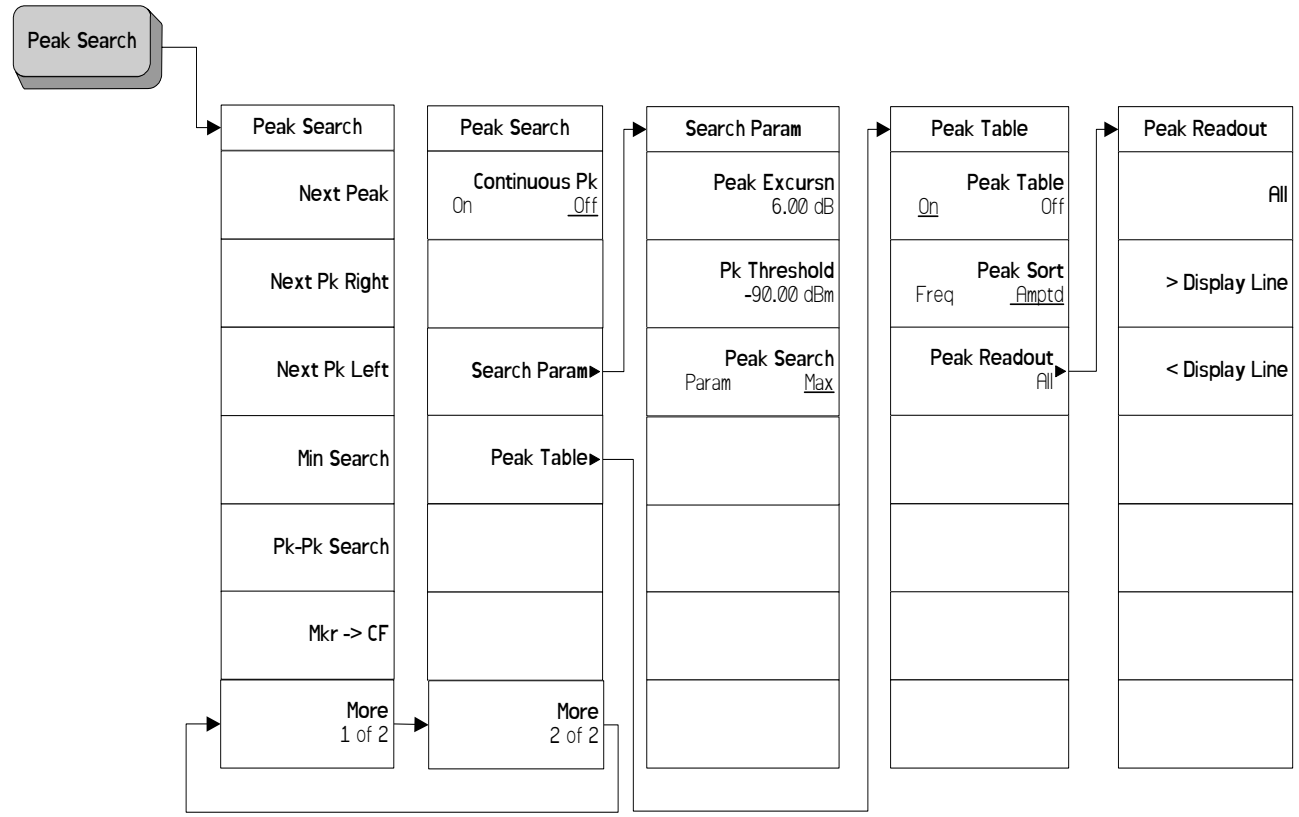 Peak Search
Peak Search
Next Peak
Next Pk Right
Next Pk Left
Min Search
Pk-Pk Search
Mkr -> CF
More
1 of 2
Peak Search
Continuous Pk
On Off
Search Param
Peak Table
More
2 of 2
Search Param
Peak Excursn
6.00 dB
Pk Threshold
-90.00 dBm
Peak Search
Param Max
Peak Table
Peak Table
On Off
Peak Sort
Freq Amptd
Peak Readout
All
Peak Readout
All
> Display Line
< Display Line